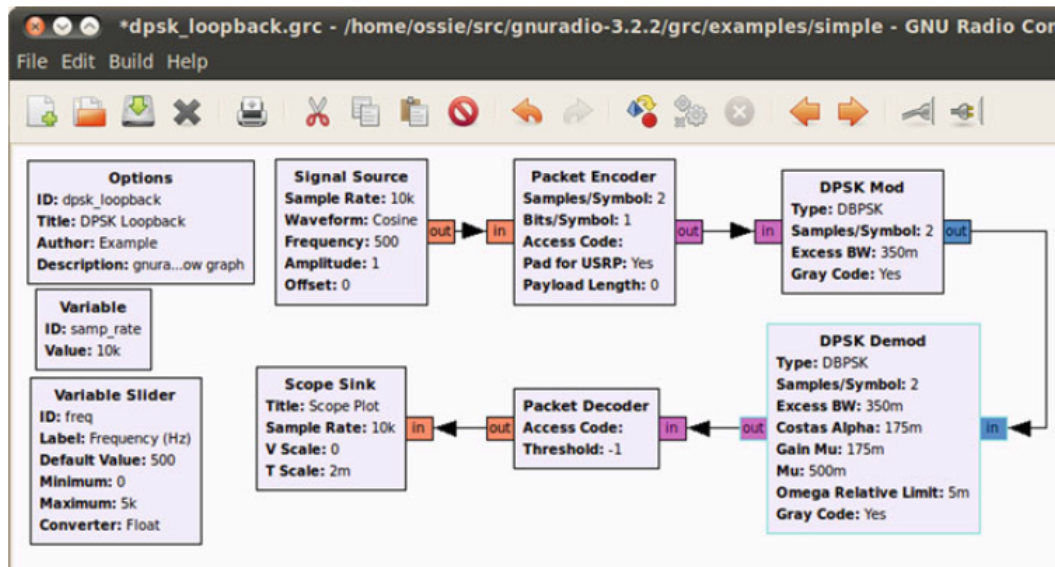 *dpsk_loopback.grc - /home/ossie/src/gnuradio-3.2.2/grc/examples/simple - GNU Radio Cor
File Edit Build Help
Options
ID: dpsk_loopback
Title: DPSK Loopback
Author: Example
Description: gnura...ow graph
Variable
ID: samp_rate
Value: 10k
Variable Slider
ID: freq
Label: Frequency (Hz)
Default Value: 500
Minimum: 0
Maximum: 5k
Converter: Float
Signal Source
Sample Rate: 10k
Waveform: Cosine
Frequency: 500
Amplitude: 1
Offset: 0
out
in
Packet Encoder
Samples/Symbol: 2
Bits/Symbol: 1
Access Code:
Pad for USRP: Yes
Payload Length: 0
out
in
DPSK Mod
Type: DBPSK
Samples/Symbol: 2
Excess BW: 350m
Gray Code: Yes
out
DPSK Demod
Type: DBPSK
Samples/Symbol: 2
Excess BW: 350m
Costas Alpha: 175m
Gain Mu: 175m
Mu: 500m
Omega Relative Limit: 5m
Gray Code: Yes
in
out
Packet Decoder
Access Code:
Threshold: -1
in
out
Scope Sink
Title: Scope Plot
Sample Rate: 10k
V Scale: 0
T Scale: 2m
in